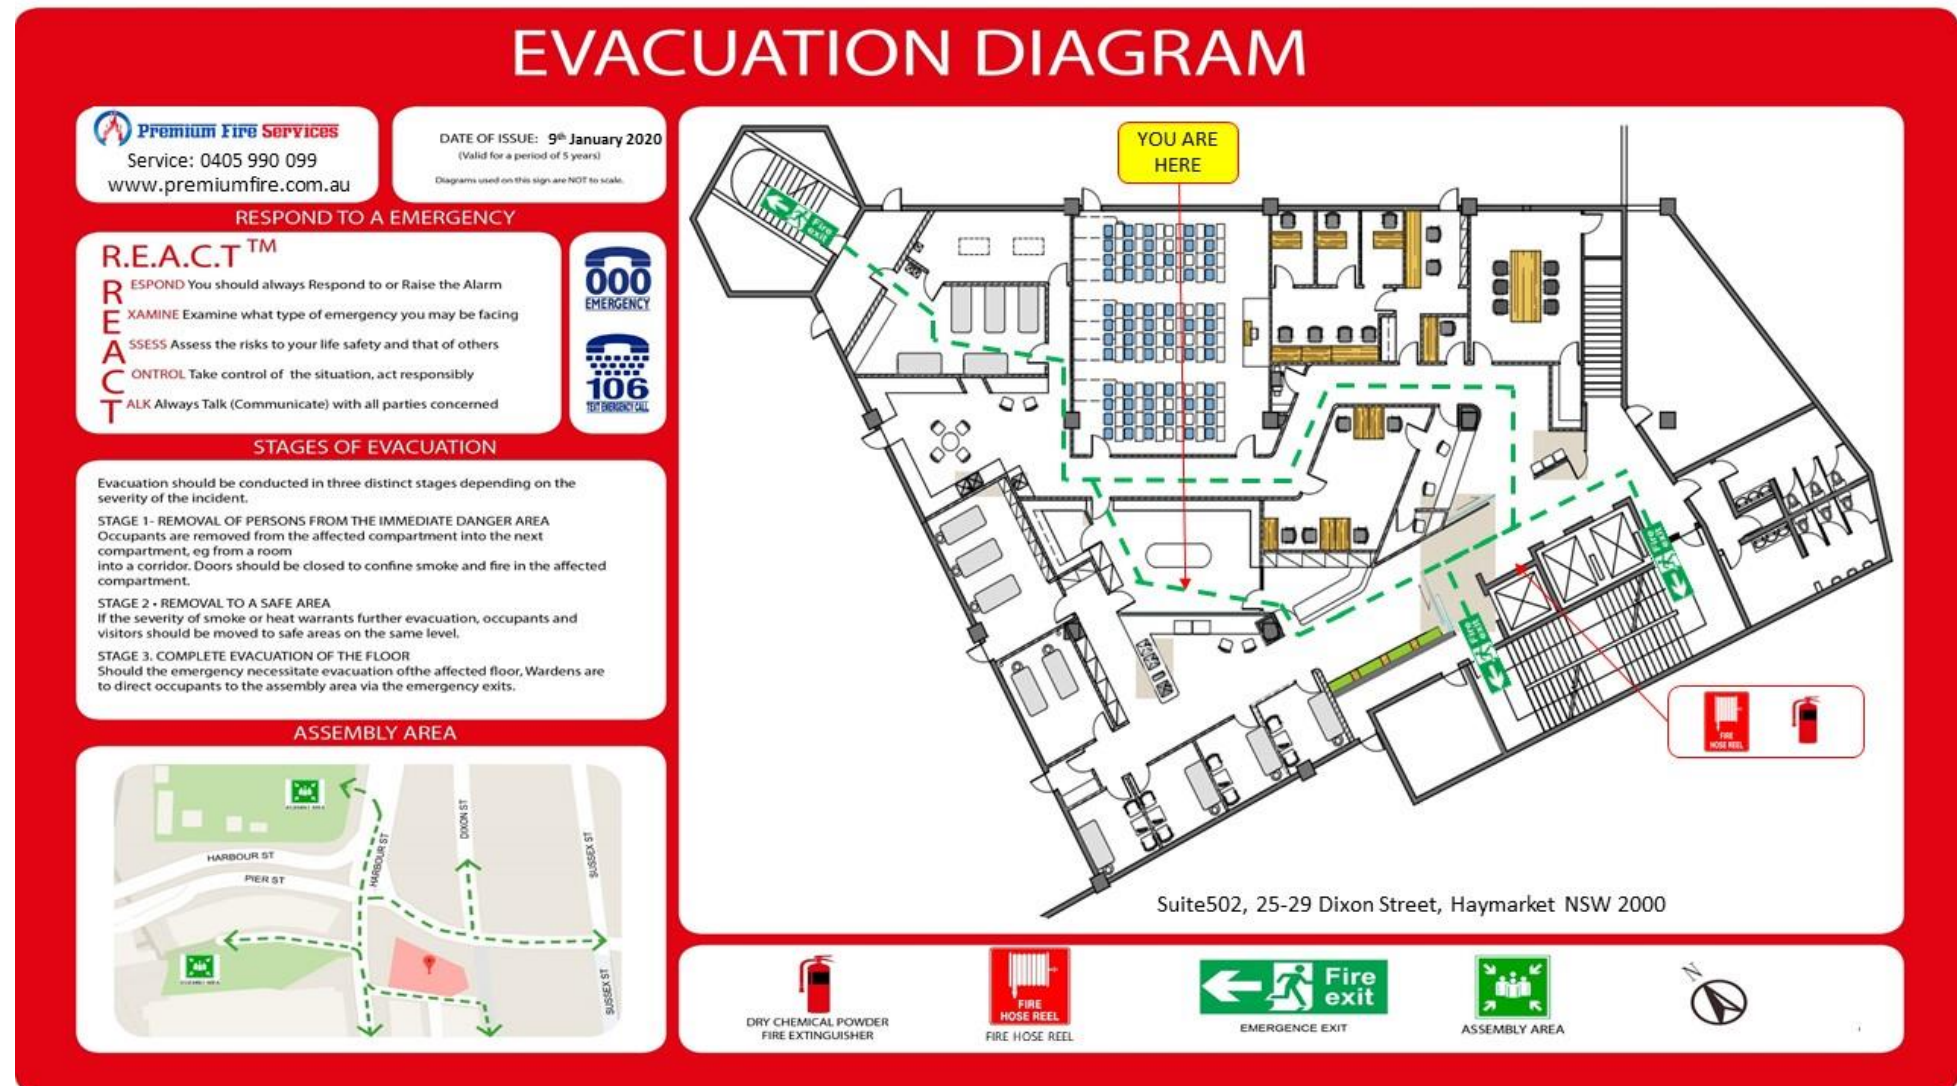 EVACUATION DIAGRAM
Premium Fire Services
Service: 0405 990 099
www.premiumfire.com.au
DATE OF ISSUE: 9th January 2020
(Valid for a period of 5 years)
Diagrams used on this sign are NOT to scale.
RESPOND TO A EMERGENCY
R.E.A.C.T TM
R ESPOND You should always Respond to or Raise the Alarm
E XAMINE Examine what type of emergency you may be facing
A SSESS Assess the risks to your life safety and that of others
C ONTROL Take control of the situation, act responsibly
T ALK Always Talk (Communicate) with all parties concerned
000
EMERGENCY
106
TEXT EMERGENCY CALL
STAGES OF EVACUATION
Evacuation should be conducted in three distinct stages depending on the
severity of the incident.
STAGE 1- REMOVAL OF PERSONS FROM THE IMMEDIATE DANGER AREA
Occupants are removed from the affected compartment into the next
compartment, eg from a room
into a corridor. Doors should be closed to confine smoke and fire in the affected
compartment.
STAGE 2 • REMOVAL TO A SAFE AREA
If the severity of smoke or heat warrants further evacuation, occupants and
visitors should be moved to safe areas on the same level.
STAGE 3. COMPLETE EVACUATION OF THE FLOOR
Should the emergency necessitate evacuation ofthe affected floor, Wardens are
to direct occupants to the assembly area via the emergency exits.
ASSEMBLY AREA
ASSEMBLY AREA
HARBOUR ST
PIER ST
HARBOUR ST
DIXON ST
SUSSEX ST
ASSEMBLY AREA
SUSSEX ST
YOU ARE
HERE
Fire
exit
Fire
exit
Fire
exit
FIRE
HOSE REEL
Suite502, 25-29 Dixon Street, Haymarket NSW 2000
DRY CHEMICAL POWDER
FIRE EXTINGUISHER
FIRE
HOSE REEL
FIRE HOSE REEL
Fire
exit
EMERGENCE EXIT
ASSEMBLY AREA
N